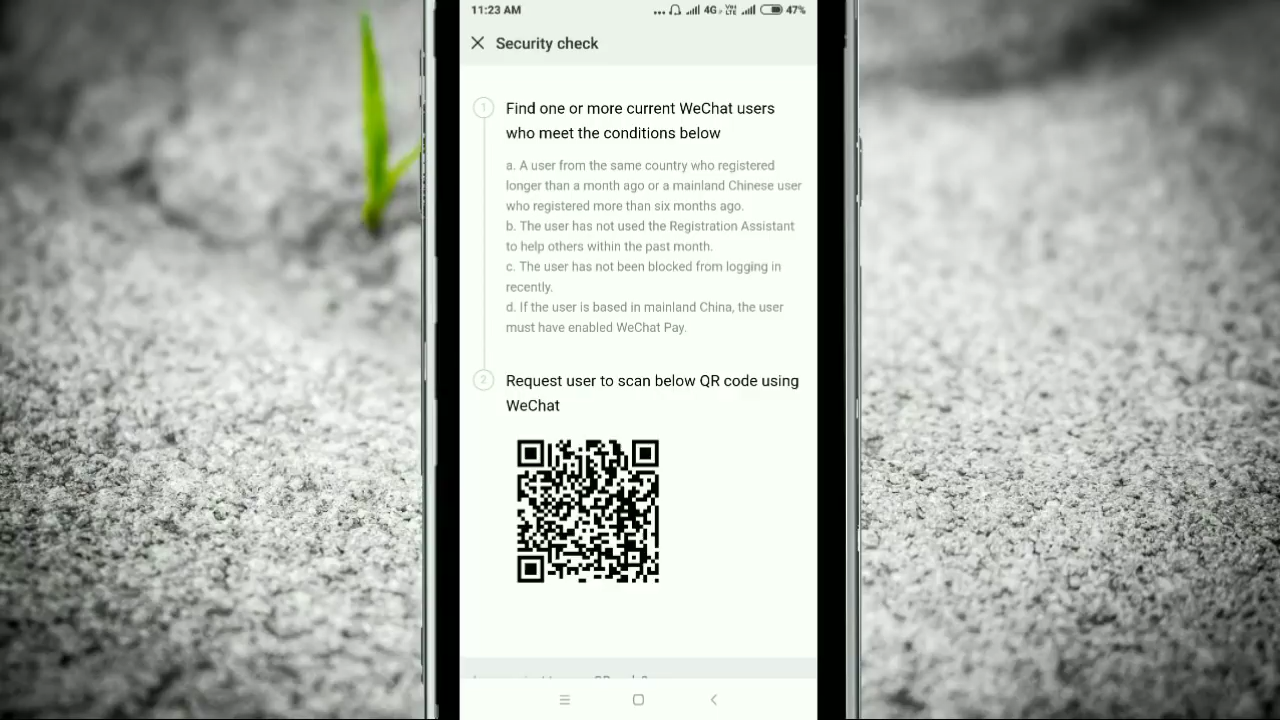 11:23 AM
... 4G Vo LTE 47%
Security check
1
Find one or more current WeChat users
who meet the conditions below
a. A user from the same country who registered
longer than a month ago or a mainland Chinese user
who registered more than six months ago.
b. The user has not used the Registration Assistant
to help others within the past month.
c. The user has not been blocked from logging in
recently.
d. If the user is based in mainland China, the user
must have enabled WeChat Pay.
2
Request user to scan below QR code using
WeChat